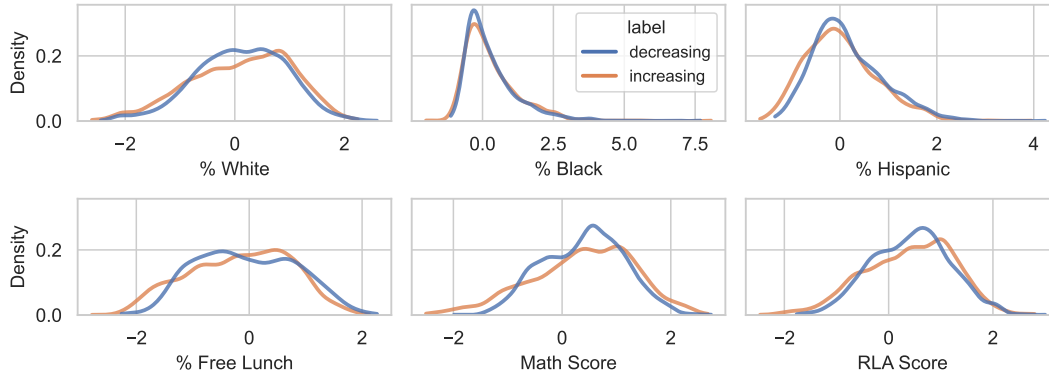 Density
0.2
0.0
−2
0
2
% White
label
decreasing
increasing
0.0
2.5
5.0
7.5
% Black
0
2
4
% Hispanic
Density
0.2
0.0
−2
0
2
% Free Lunch
−2
0
2
Math Score
−2
0
2
RLA Score